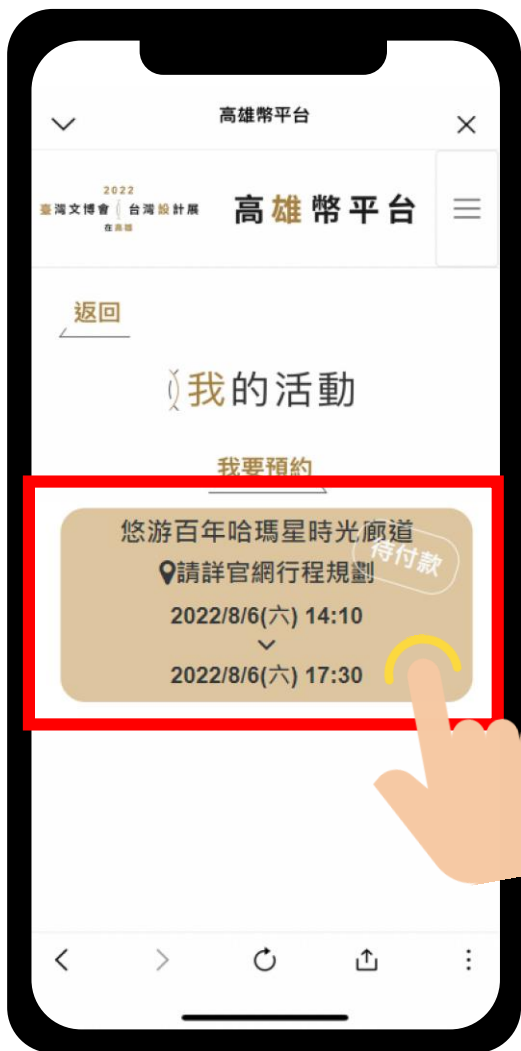 高雄幣平台
2022
臺灣文博會 台灣設計展
在高雄
高雄幣平台
返回
我的活動
我要預約
悠游百年哈瑪星時光廊道
待付款
請詳官網行程規劃
2022/8/6(六) 14:10
2022/8/6(六) 17:30